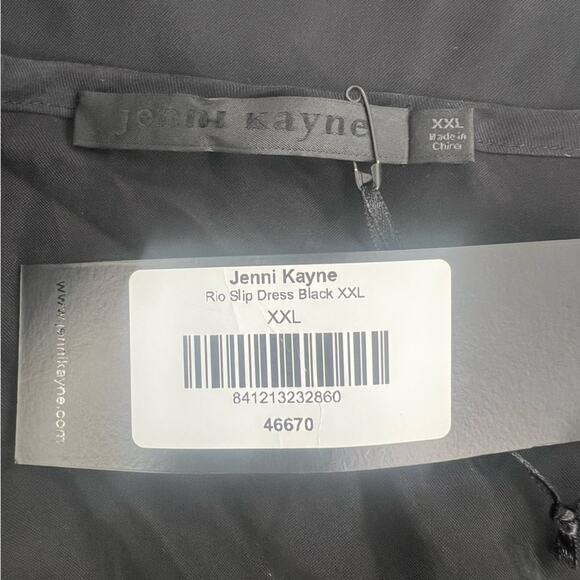 jenni kayne
XXL
Made in
China
www.jennikayne.com
Jenni Kayne
Rio Slip Dress Black XXL
XXL
841213232860
46670